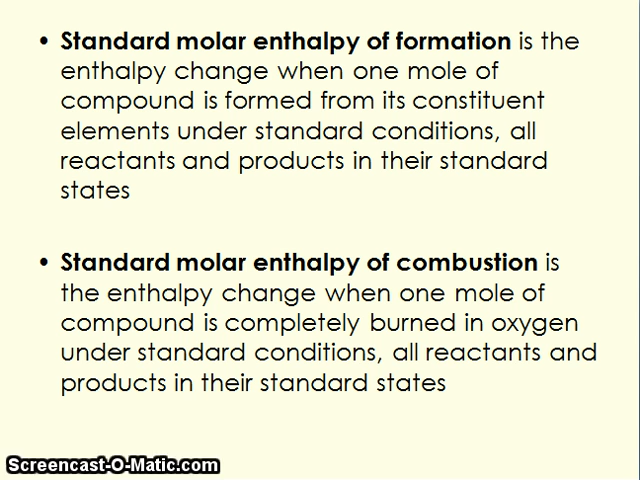 • Standard molar enthalpy of formation is the
enthalpy change when one mole of
compound is formed from its constituent
elements under standard conditions, all
reactants and products in their standard
states
• Standard molar enthalpy of combustion is
the enthalpy change when one mole of
compound is completely burned in oxygen
under standard conditions, all reactants and
products in their standard states
Screencast-O-Matic.com